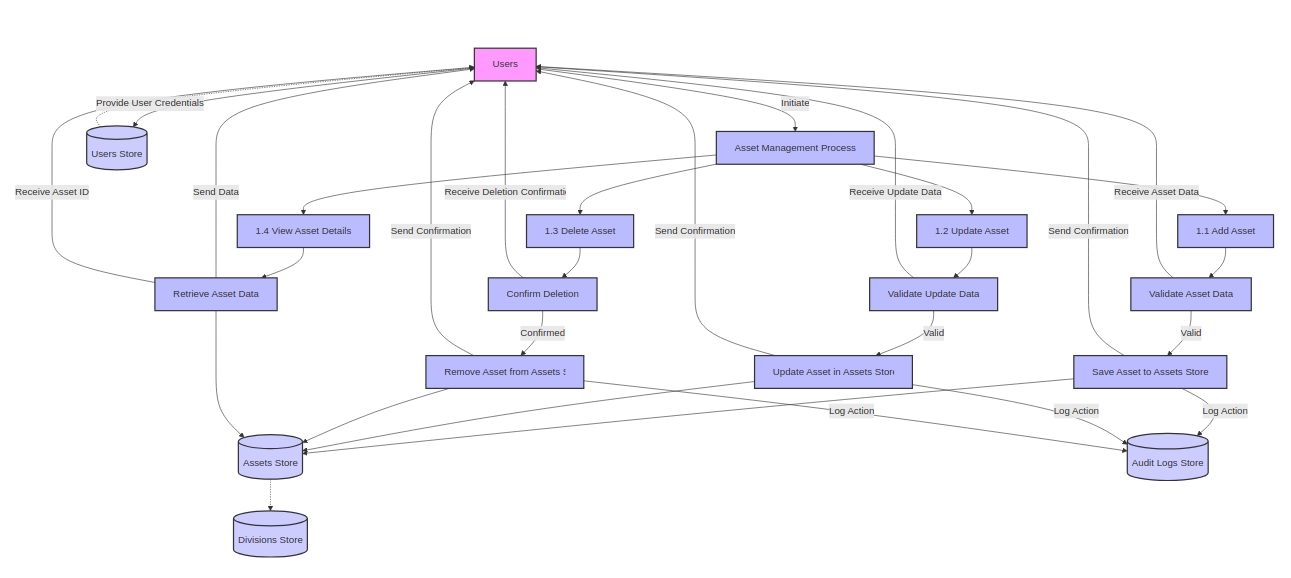 Users
Provide User Credentials
Initiate
Users Store
Asset Management Process
Receive Asset ID
Send Data
Receive Deletion Confirmati
Receive Update Data
Receive Asset Data
1.4 View Asset Details
Send Confirmation
1.3 Delete Asset
Send Confirmation
1.2 Update Asset
Send Confirmation
1.1 Add Asset
Retrieve Asset Data
Confirm Deletion
Validate Update Data
Validate Asset Data
Confirmed
Valid
Valid
Remove Asset from Assets S
Update Asset in Assets Store
Save Asset to Assets Store
Log Action
Log Action
Log Action
Assets Store
Audit Logs Store
Divisions Store